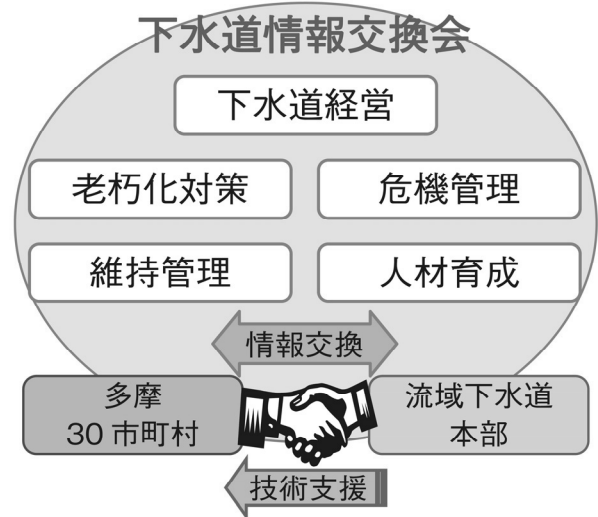 下水道情報交換会
下水道経営
老朽化対策
危機管理
維持管理
人材育成
情報交換
多摩
30市町村
流域下水道
本部
技術支援